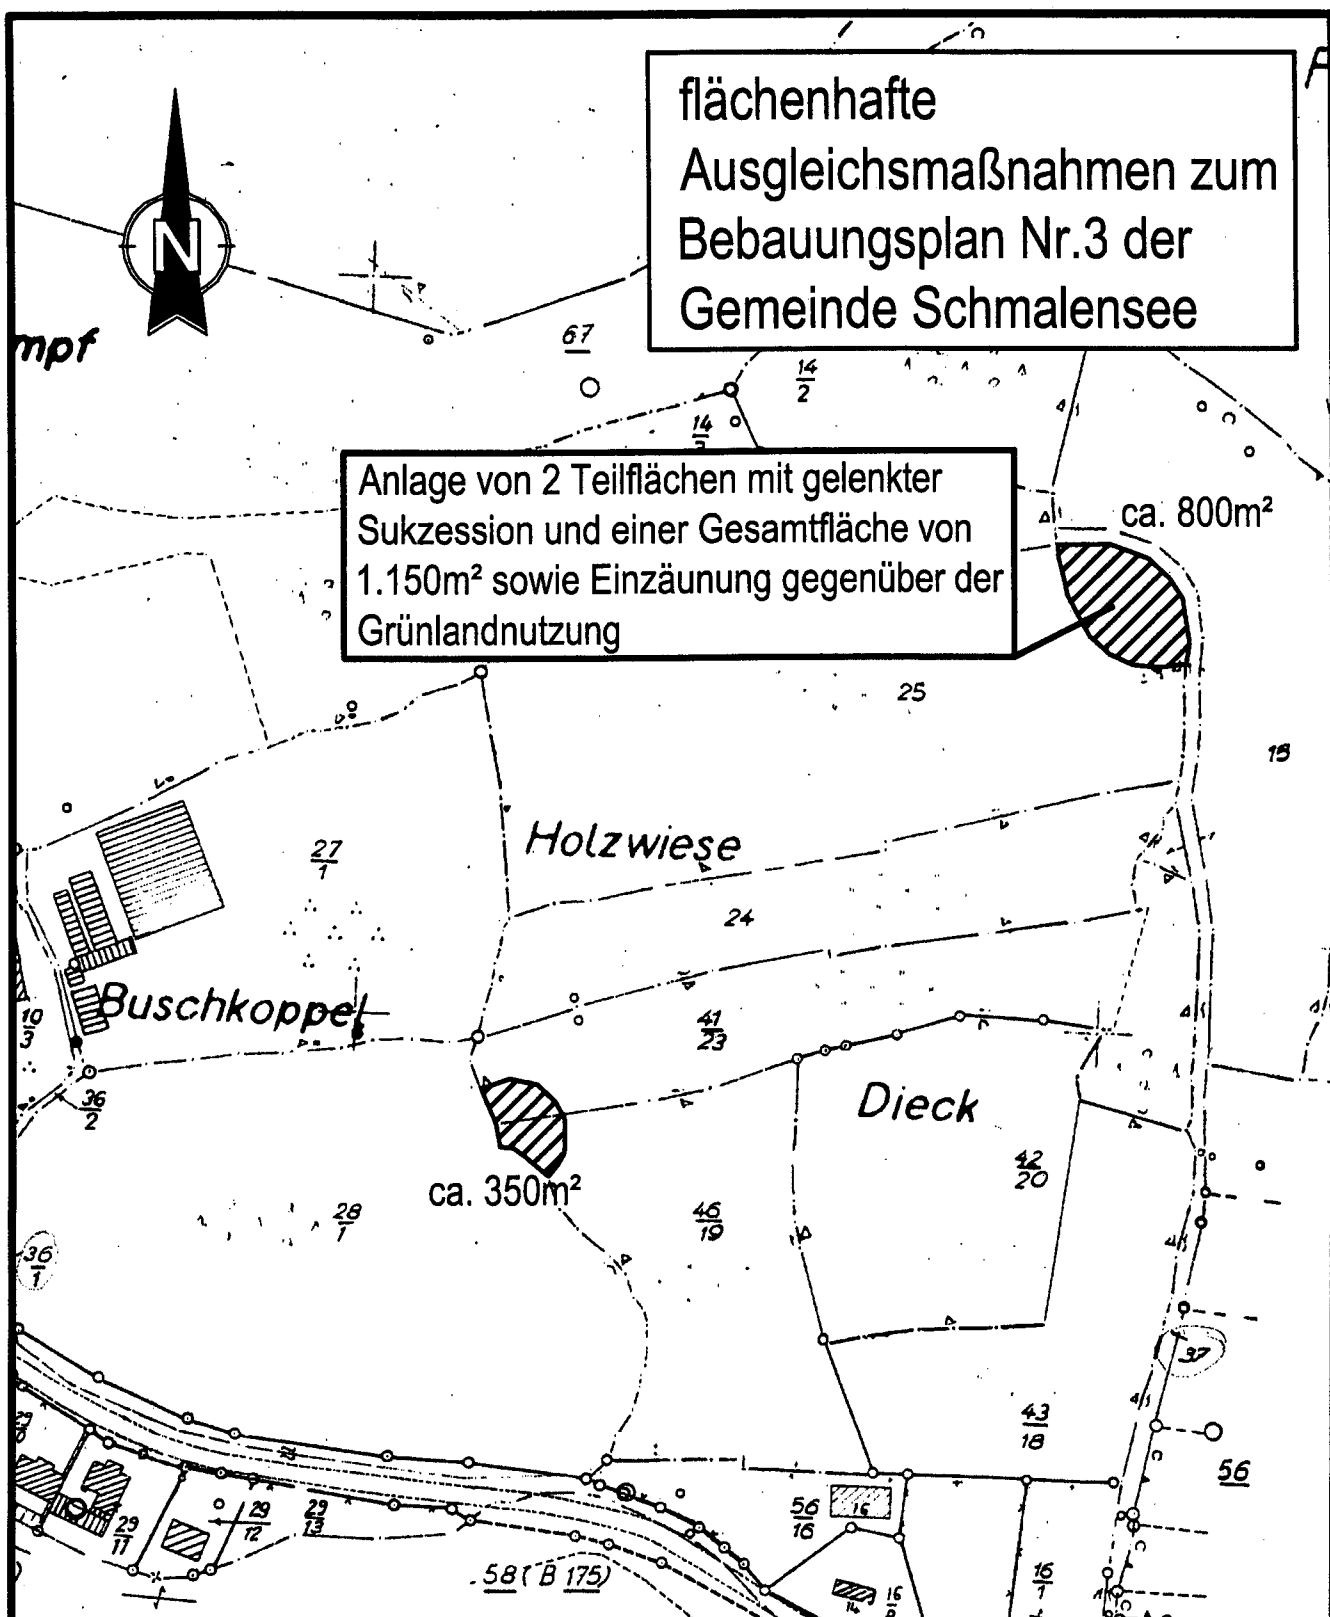 flächenhafte
Ausgleichsmaßnahmen zum
Bebauungsplan Nr.3 der
Gemeinde Schmalensee
N
mpf
67
14
2
14
Anlage von 2 Teilflächen mit gelenkter
Sukzession und einer Gesamtfläche von
1.150m² sowie Einzäunung gegenüber der
Grünlandnutzung
ca. 800m²
25
15
27
1
Holzwiese
24
Buschkoppel
10
3
41
23
36
2
Dieck
42
20
ca. 350m²
28
1
46
19
36
1
37
43
18
56
29
29
11
29
12
29
13
56
16
16
58 (B 175)
14
16
16
1